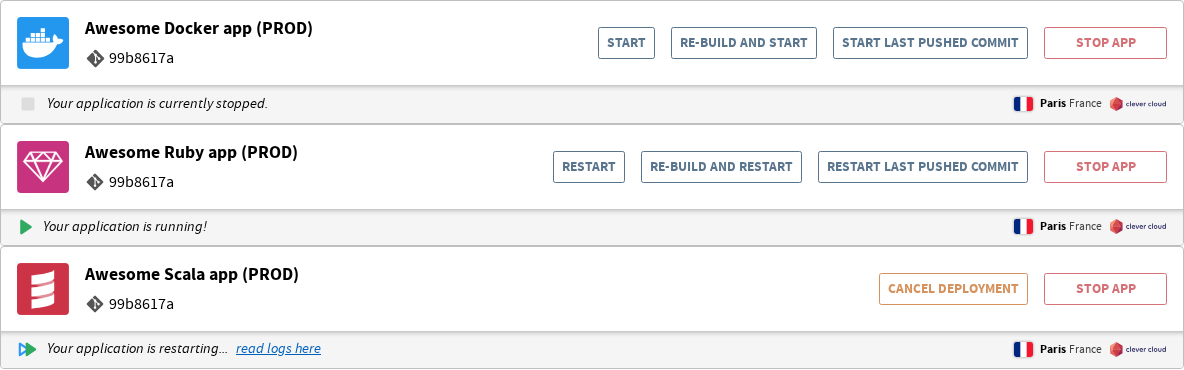 Awesome Docker app (PROD)
99b8617a
START RE-BUILD AND START START LAST PUSHED COMMIT STOP APP
Your application is currently stopped.
Paris France clever cloud
Awesome Ruby app (PROD)
99b8617a
RESTART RE-BUILD AND RESTART RESTART LAST PUSHED COMMIT STOP APP
Your application is running!
Paris France clever cloud
Awesome Scala app (PROD)
99b8617a
CANCEL DEPLOYMENT STOP APP
Your application is restarting... read logs here
Paris France clever cloud